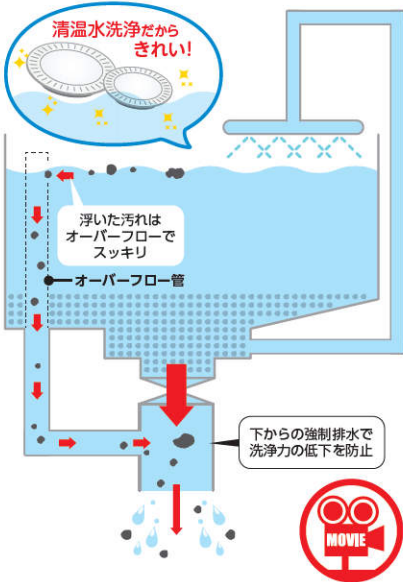 清温水洗浄だから
きれい!
浮いた汚れは
オーバーフローで
スッキリ
オーバーフロー管
下からの強制排水で
洗浄力の低下を防止
MOVIE